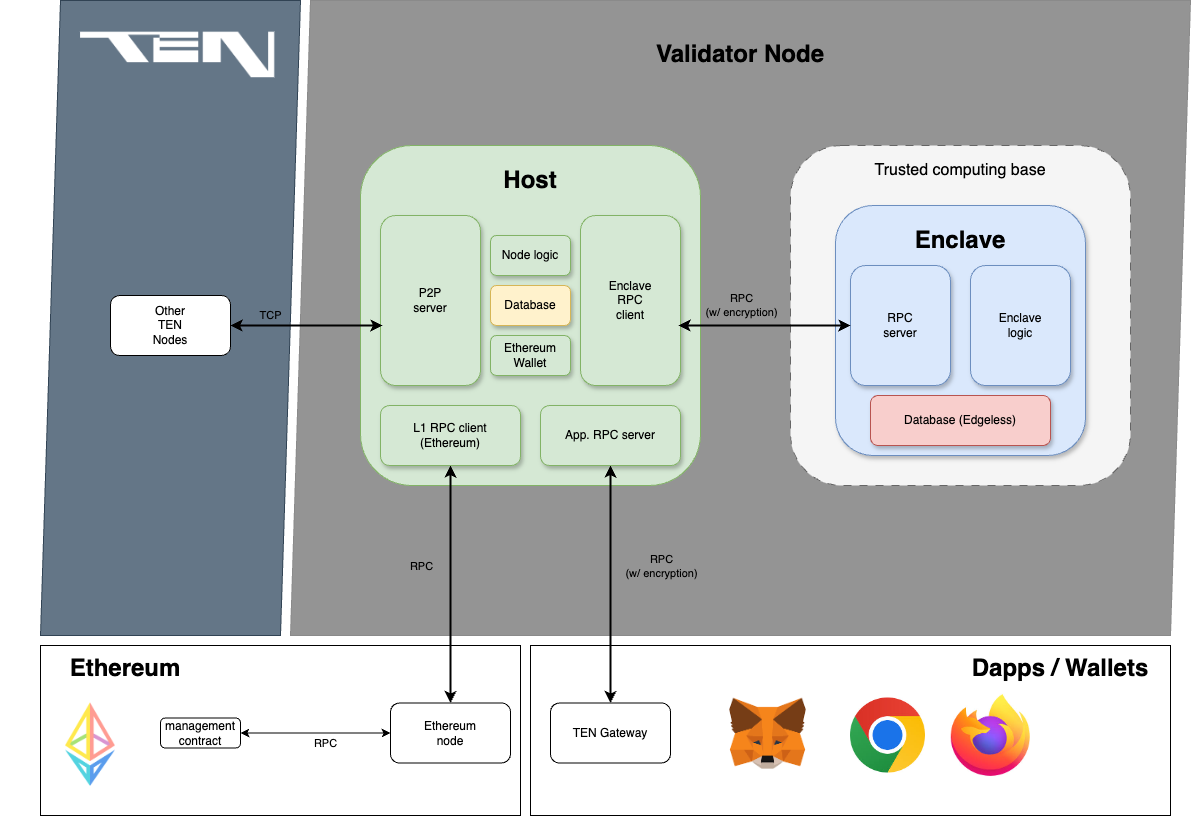 TEN
Validator Node
Host
P2P
server
Node logic
Database
Ethereum
Wallet
Enclave
RPC
client
L1 RPC client
(Ethereum)
App. RPC server
Trusted computing base
Enclave
RPC
server
Enclave
logic
Database (Edgeless)
Other
TEN
Nodes
TCP
RPC
(w/ encryption)
RPC
RPC
(w/ encryption)
Ethereum
management
contract
RPC
Ethereum
node
Dapps / Wallets
TEN Gateway